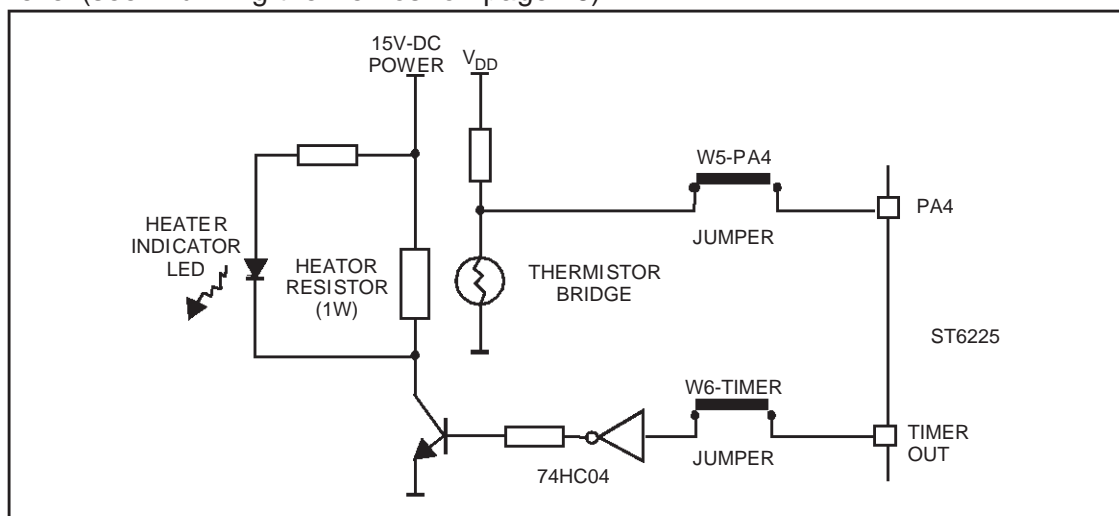 15V-DC
POWER
V_DD
W5-PA4
PA4
JUMPER
HEATER
INDICATOR
LED
HEATOR
RESISTOR
(1W)
THERMISTOR
BRIDGE
ST6225
W6-TIMER
TIMER
OUT
JUMPER
74HC04